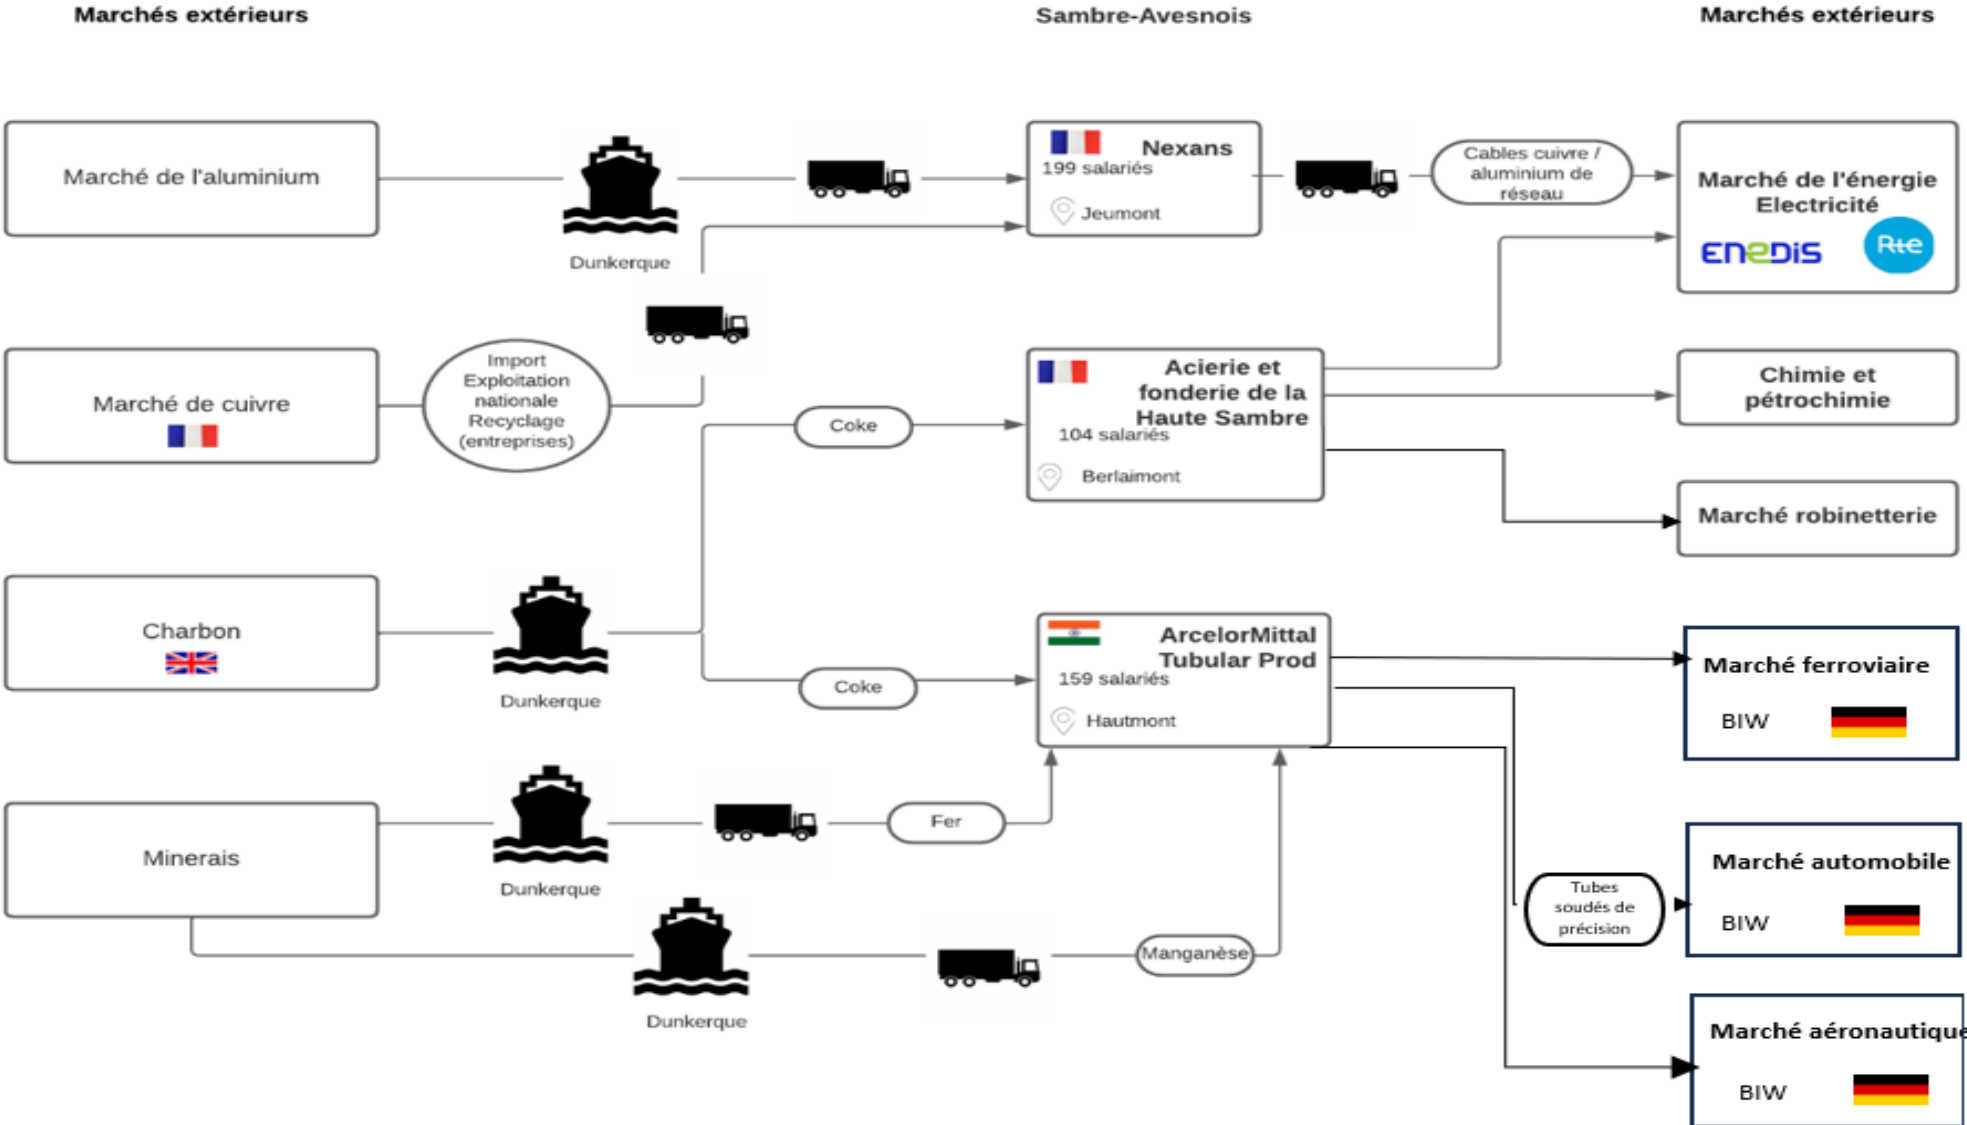 Marchés extérieurs
Sambre-Avesnois
Marchés extérieurs
Marché de l'aluminium
Dunkerque
Nexans
199 salariés
Jeumont
Cables cuivre /
aluminium de
réseau
Marché de l'énergie
Electricité
ENEDIS
Rte
Marché de cuivre
Import
Exploitation
nationale
Recyclage
(entreprises)
Coke
Acierie et
fonderie de la
Haute Sambre
104 salariés
Berlaimont
Chimie et
pétrochimie
Marché robinetterie
Charbon
Dunkerque
Coke
ArcelorMittal
Tubular Prod
159 salariés
Hautmont
Marché ferroviaire
BIW
Minerais
Dunkerque
Fer
Dunkerque
Manganèse
Tubes
soudés de
précision
Marché automobile
BIW
Marché aéronautique
BIW